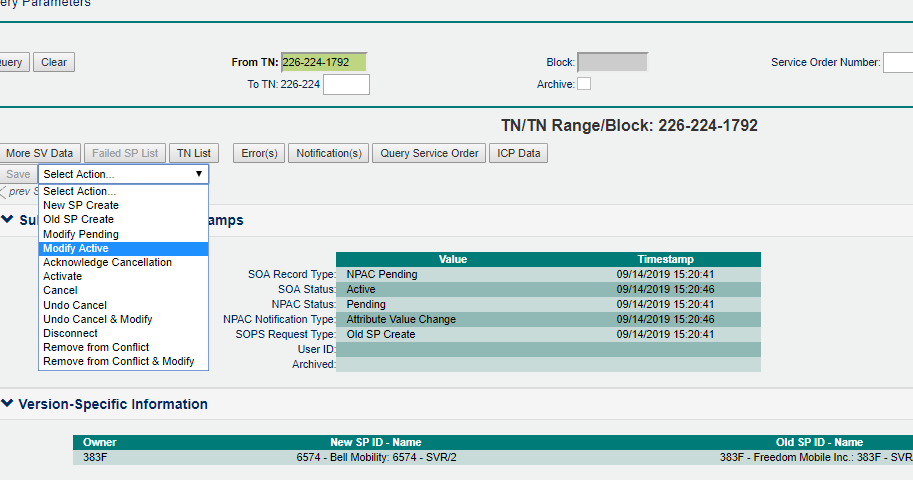 ery Parameters
uery Clear From TN: 226-224-1792 Block: Service Order Number:
To TN: 226-224 Archive:
TN/TN Range/Block: 226-224-1792
More SV Data Failed SP List TN List Error(s) Notification(s) Query Service Order ICP Data
Save Select Action...
prev S
Select Action...
New SP Create
Old SP Create
Modify Pending
Modify Active
Acknowledge Cancellation
Activate
Cancel
Undo Cancel
Undo Cancel & Modify
Disconnect
Remove from Conflict
Remove from Conflict & Modify
Su amps
Value Timestamp
SOA Record Type: NPAC Pending 09/14/2019 15:20:41
SOA Status: Active 09/14/2019 15:20:46
NPAC Status: Pending 09/14/2019 15:20:41
NPAC Notification Type: Attribute Value Change 09/14/2019 15:20:46
SOPS Request Type: Old SP Create 09/14/2019 15:20:41
User ID:
Archived:
Version-Specific Information
Owner New SP ID - Name Old SP ID - Name
383F 6574 - Bell Mobility: 6574 - SVR/2 383F - Freedom Mobile Inc.: 383F - SVR